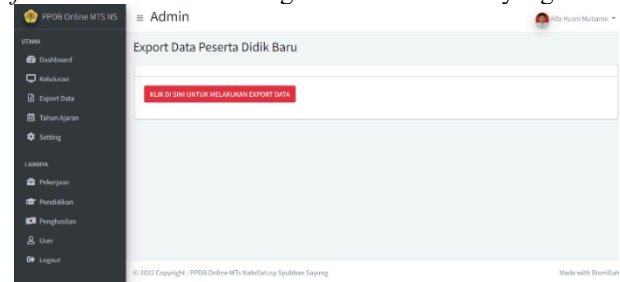 PPDB Online MTS NS
Admin
Alfa Husni Mubarok
UTAMA
Dashboard
Kelulusan
Export Data
Tahun Ajaran
Setting
LAINNYA
Pekerjaan
Pendidikan
Penghasilan
User
Logout
Export Data Peserta Didik Baru
KLIK DI SINI UNTUK MELAKUKAN EXPORT DATA
© 2022 Copyright : PPDB Online MTs Nahdlatusy Syubban Sayung
Made with Bismillah